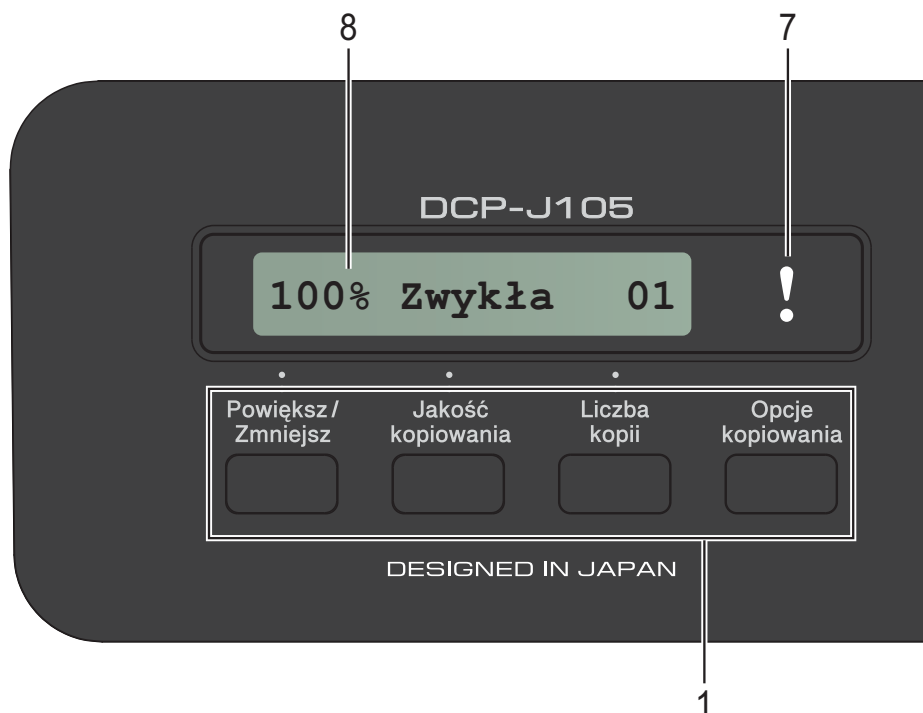 8 7
DCP-J105
100% Zwykła 01
!
Powiększ / Zmniejsz
Jakość kopiowania
Liczba kopii
Opcje kopiowania
DESIGNED IN JAPAN
1